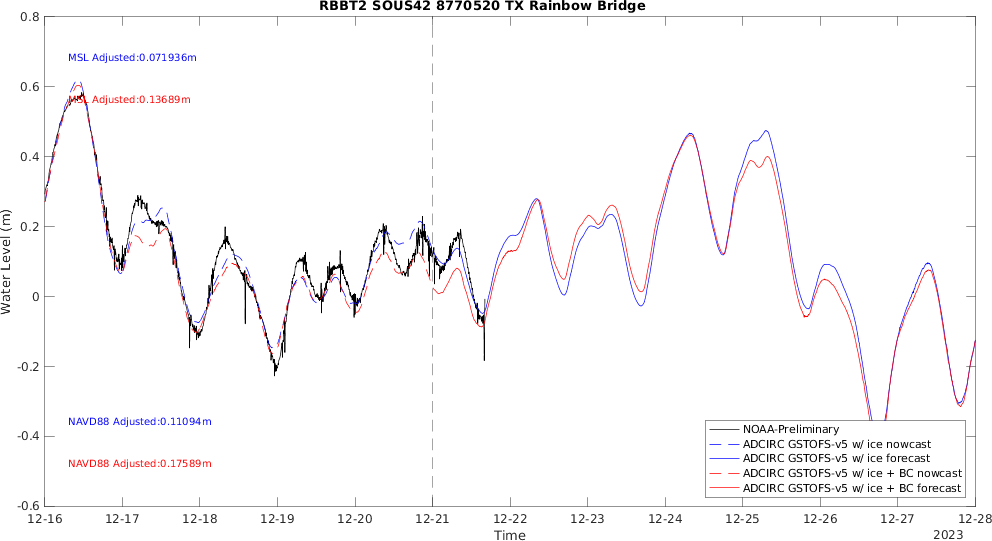 RBBT2 SOUS42 8770520 TX Rainbow Bridge
0.8
0.6
0.4
0.2
0
-0.2
-0.4
-0.6
Water Level (m)
MSL Adjusted:0.071936m
MSL Adjusted:0.13689m
NAVD88 Adjusted:0.11094m
NAVD88 Adjusted:0.17589m
NOAA-Preliminary
ADCIRC GSTOFS-v5 w/ ice nowcast
ADCIRC GSTOFS-v5 w/ ice forecast
ADCIRC GSTOFS-v5 w/ ice + BC nowcast
ADCIRC GSTOFS-v5 w/ ice + BC forecast
12-16 12-17 12-18 12-19 12-20 12-21 12-22 12-23 12-24 12-25 12-26 12-27 12-28
Time
2023